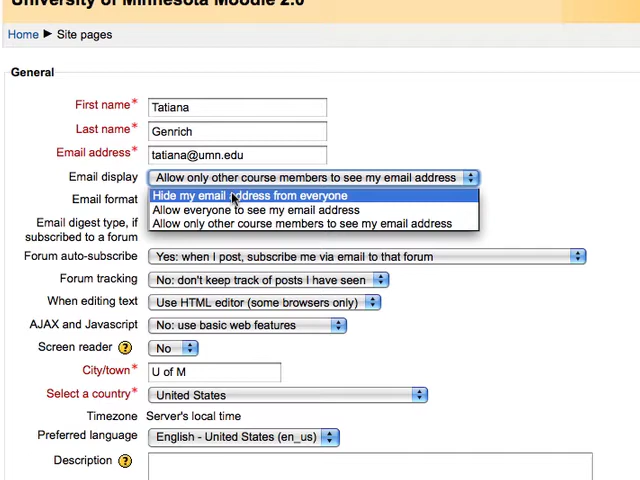 University of Minnesota Moodle 2.0
Home ► Site pages
General
First name* Tatiana
Last name* Genrich
Email address* tatiana@umn.edu
Email display Allow only other course members to see my email address
Email format Hide my email address from everyone
Allow everyone to see my email address
Email digest type, if subscribed to a forum Allow only other course members to see my email address
Forum auto-subscribe Yes: when I post, subscribe me via email to that forum
Forum tracking No: don't keep track of posts I have seen
When editing text Use HTML editor (some browsers only)
AJAX and Javascript No: use basic web features
Screen reader ? No
City/town* U of M
Select a country* United States
Timezone Server's local time
Preferred language English - United States (en_us)
Description ?